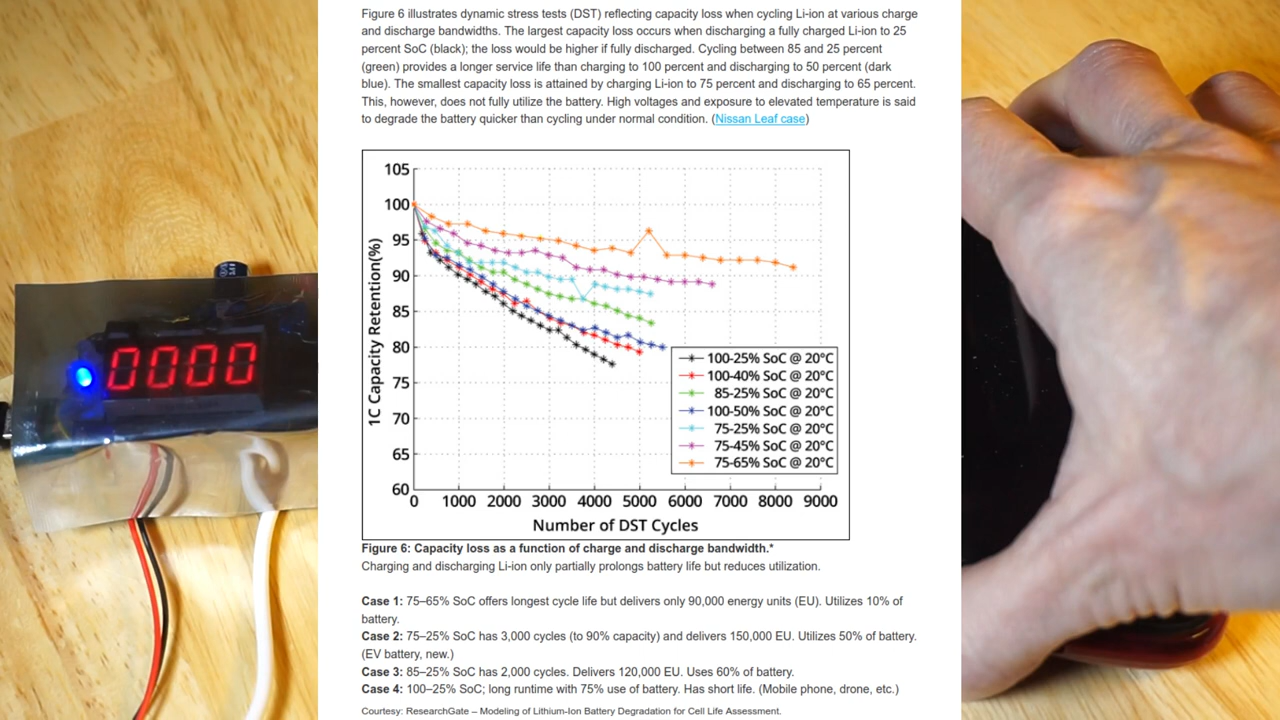 Figure 6 illustrates dynamic stress tests (DST) reflecting capacity loss when cycling Li-ion at various charge
and discharge bandwidths. The largest capacity loss occurs when discharging a fully charged Li-ion to 25
percent SoC (black); the loss would be higher if fully discharged. Cycling between 85 and 25 percent
(green) provides a longer service life than charging to 100 percent and discharging to 50 percent (dark
blue). The smallest capacity loss is attained by charging Li-ion to 75 percent and discharging to 65 percent.
This, however, does not fully utilize the battery. High voltages and exposure to elevated temperature is said
to degrade the battery quicker than cycling under normal condition. (Nissan Leaf case)
105
100
95
90
85
80
75
70
65
60
1C Capacity Retention(%)
0 1000 2000 3000 4000 5000 6000 7000 8000 9000
Number of DST Cycles
100-25% SoC @ 20°C
100-40% SoC @ 20°C
85-25% SoC @ 20°C
100-50% SoC @ 20°C
75-25% SoC @ 20°C
75-45% SoC @ 20°C
75-65% SoC @ 20°C
0000
Figure 6: Capacity loss as a function of charge and discharge bandwidth.*
Charging and discharging Li-ion only partially prolongs battery life but reduces utilization.
Case 1: 75–65% SoC offers longest cycle life but delivers only 90,000 energy units (EU). Utilizes 10% of
battery.
Case 2: 75–25% SoC has 3,000 cycles (to 90% capacity) and delivers 150,000 EU. Utilizes 50% of battery.
(EV battery, new.)
Case 3: 85–25% SoC has 2,000 cycles. Delivers 120,000 EU. Uses 60% of battery.
Case 4: 100–25% SoC; long runtime with 75% use of battery. Has short life. (Mobile phone, drone, etc.)
Courtesy: ResearchGate – Modeling of Lithium-Ion Battery Degradation for Cell Life Assessment.